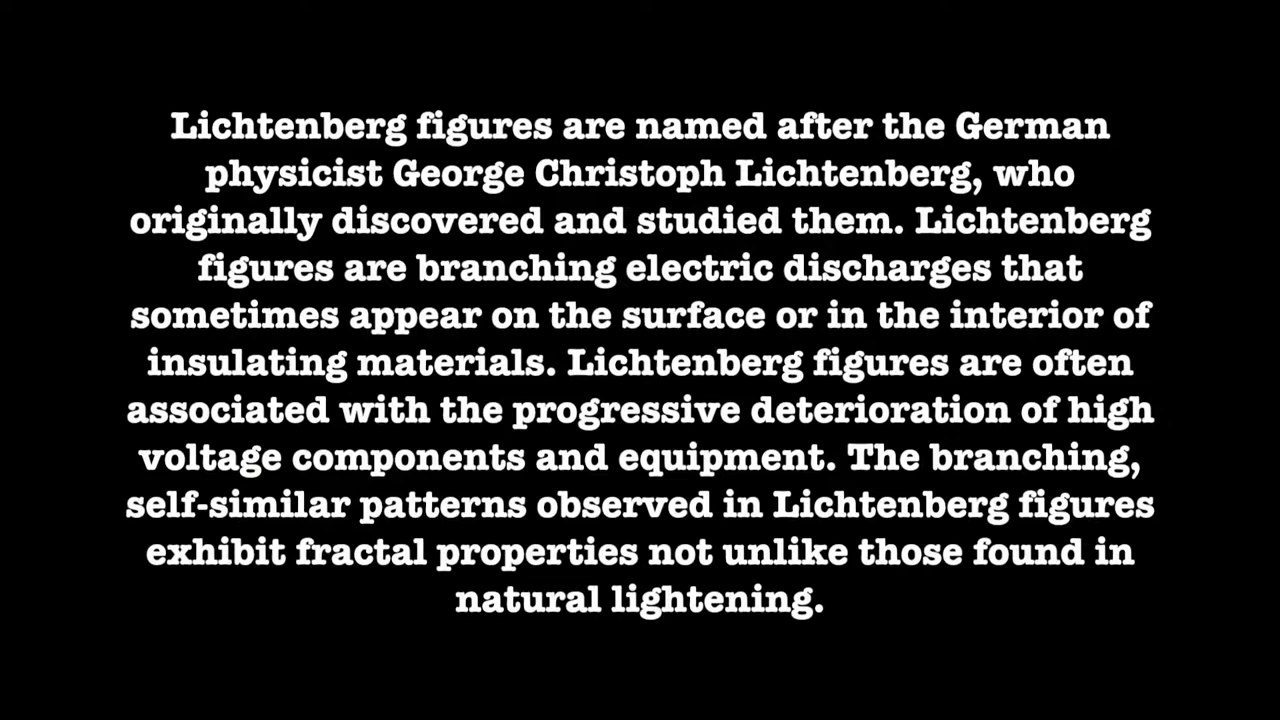 Lichtenberg figures are named after the German
physicist George Christoph Lichtenberg, who
originally discovered and studied them. Lichtenberg
figures are branching electric discharges that
sometimes appear on the surface or in the interior of
insulating materials. Lichtenberg figures are often
associated with the progressive deterioration of high
voltage components and equipment. The branching,
self-similar patterns observed in Lichtenberg figures
exhibit fractal properties not unlike those found in
natural lightening.